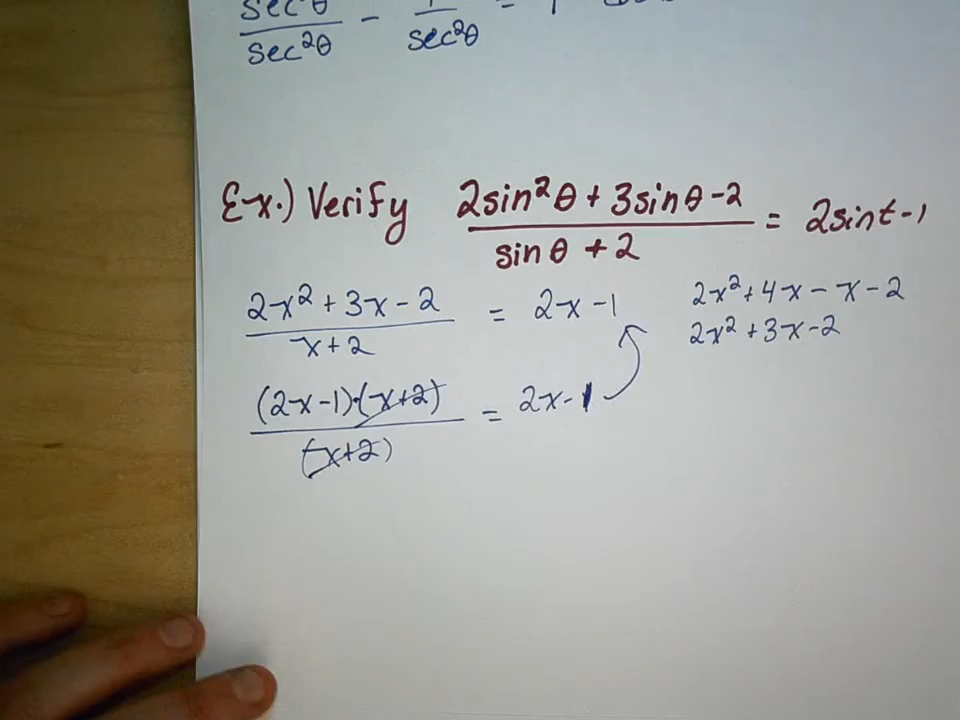 sec²θ/sec²θ - 1/sec²θ = 1
Ex.) Verify (2sin²θ + 3sinθ - 2)/(sinθ + 2) = 2sint - 1
(2x² + 3x - 2)/(x + 2) = 2x - 1
2x² + 4x - x - 2
2x² + 3x - 2
(2x - 1)·(x + 2)/(x + 2) = 2x - 1